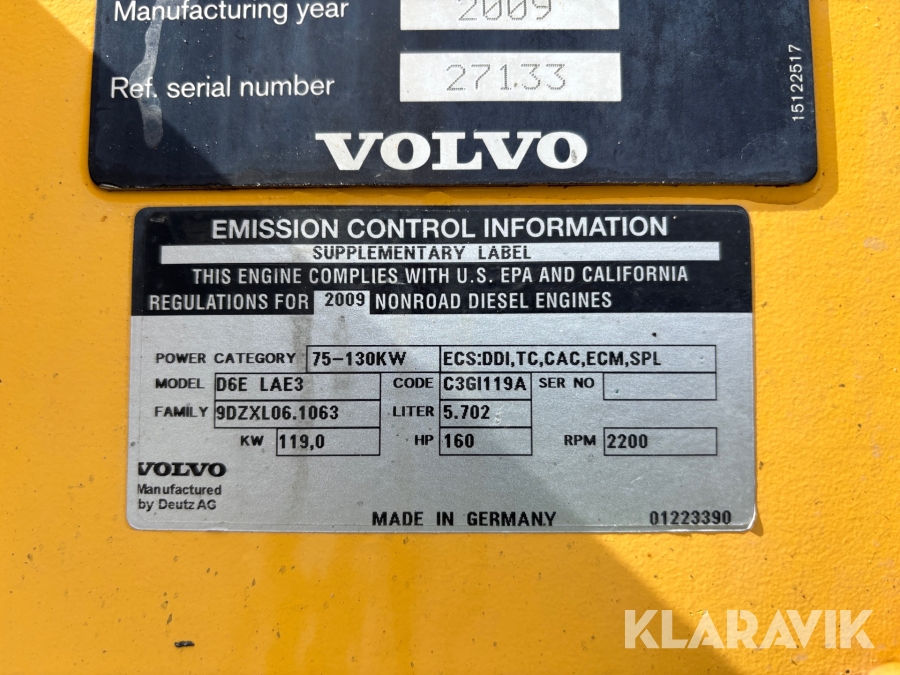 Manufacturing year 2009
Ref. serial number 27133
15122517
VOLVO
EMISSION CONTROL INFORMATION
SUPPLEMENTARY LABEL
THIS ENGINE COMPLIES WITH U.S. EPA AND CALIFORNIA
REGULATIONS FOR 2009 NONROAD DIESEL ENGINES
POWER CATEGORY 75-130KW ECS:DDI,TC,CAC,ECM,SPL
MODEL D6E LAE3 CODE C3GI119A SER NO
FAMILY 9DZXL06.1063 LITER 5.702
KW 119,0 HP 160 RPM 2200
VOLVO
Manufactured
by Deutz AG
MADE IN GERMANY 01223390
KLARAVIK